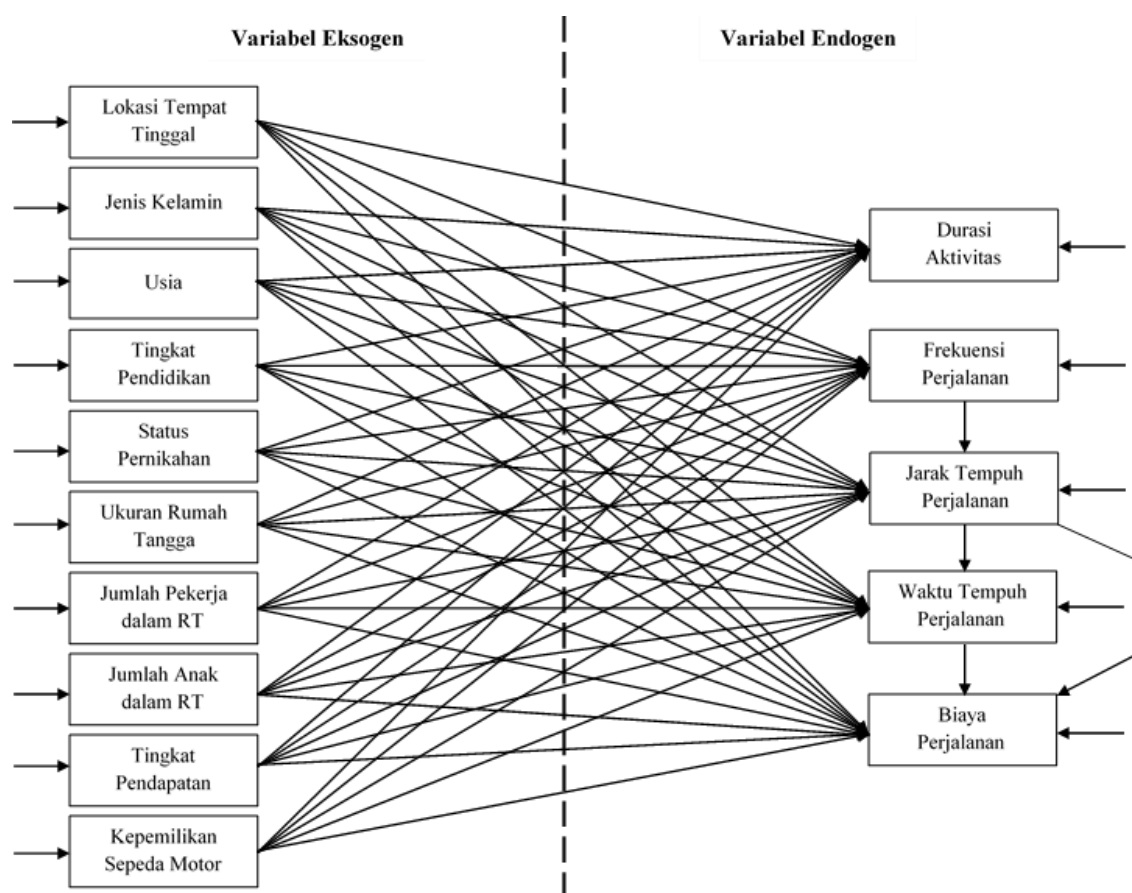 Variabel Eksogen
Variabel Endogen
Lokasi Tempat
Tinggal
Jenis Kelamin
Usia
Tingkat
Pendidikan
Status
Pernikahan
Ukuran Rumah
Tangga
Jumlah Pekerja
dalam RT
Jumlah Anak
dalam RT
Tingkat
Pendapatan
Kepemilikan
Sepeda Motor
Durasi
Aktivitas
Frekuensi
Perjalanan
Jarak Tempuh
Perjalanan
Waktu Tempuh
Perjalanan
Biaya
Perjalanan